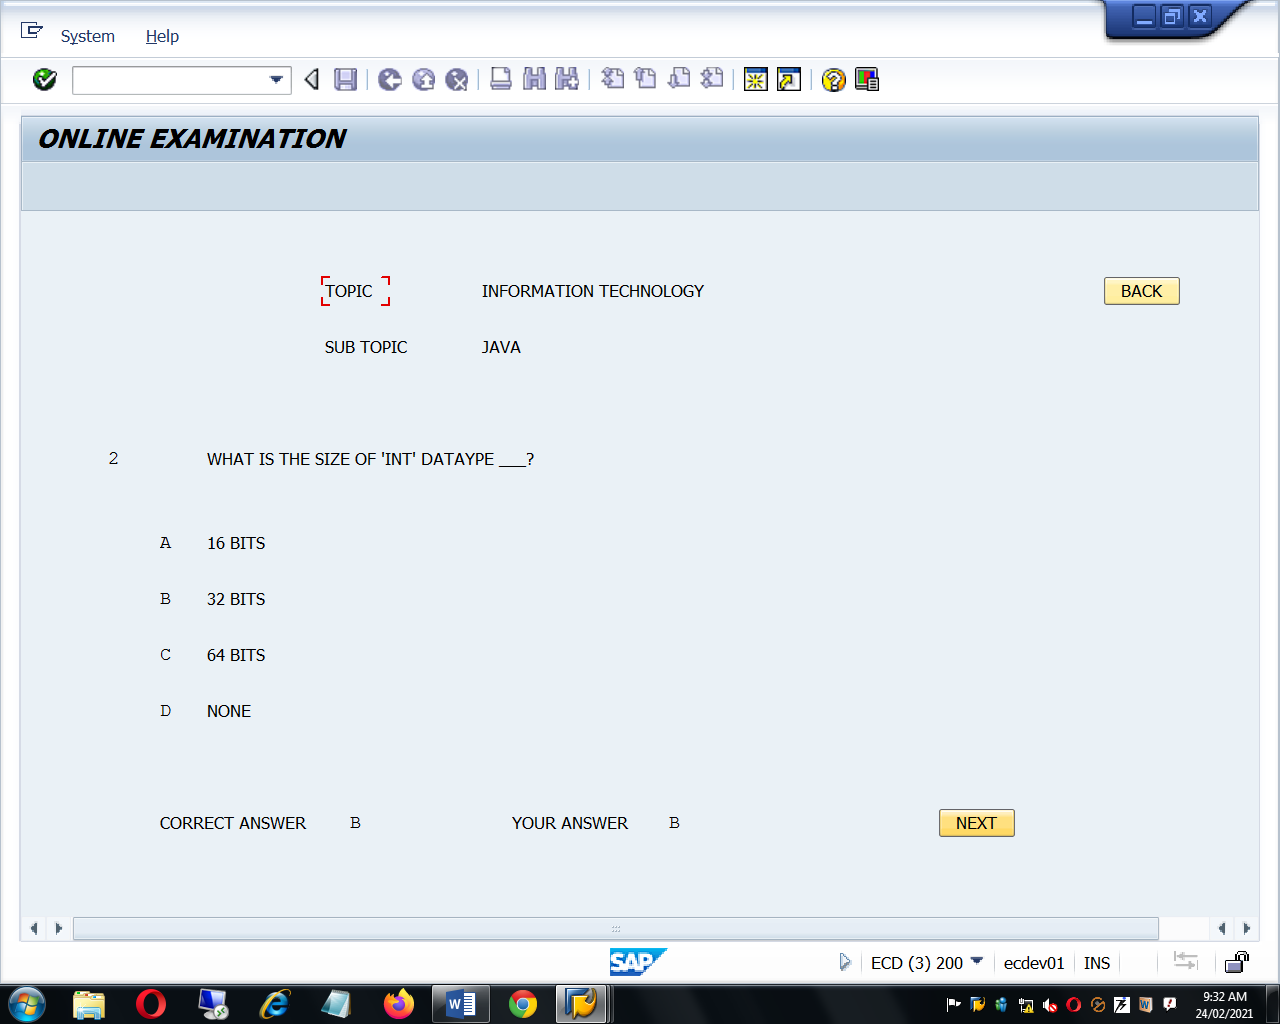 System Help
ONLINE EXAMINATION
TOPIC INFORMATION TECHNOLOGY BACK
SUB TOPIC JAVA
2 WHAT IS THE SIZE OF 'INT' DATAYPE ___?
A 16 BITS
B 32 BITS
C 64 BITS
D NONE
CORRECT ANSWER B YOUR ANSWER B NEXT
SAP ECD (3) 200 ecdev01 INS
9:32 AM
24/02/2021